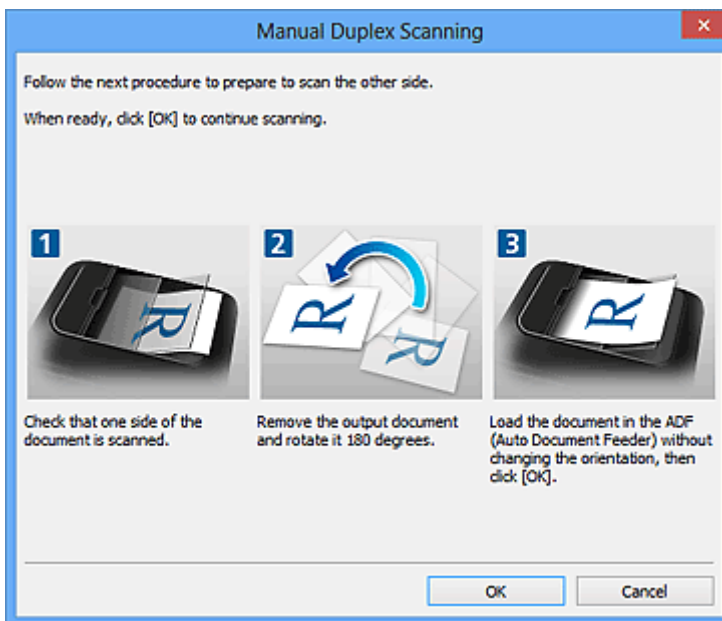 Manual Duplex Scanning
Follow the next procedure to prepare to scan the other side.
When ready, click [OK] to continue scanning.
1
R
2
R
R
3
R
Check that one side of the
document is scanned.
Remove the output document
and rotate it 180 degrees.
Load the document in the ADF
(Auto Document Feeder) without
changing the orientation, then
click [OK].
OK
Cancel